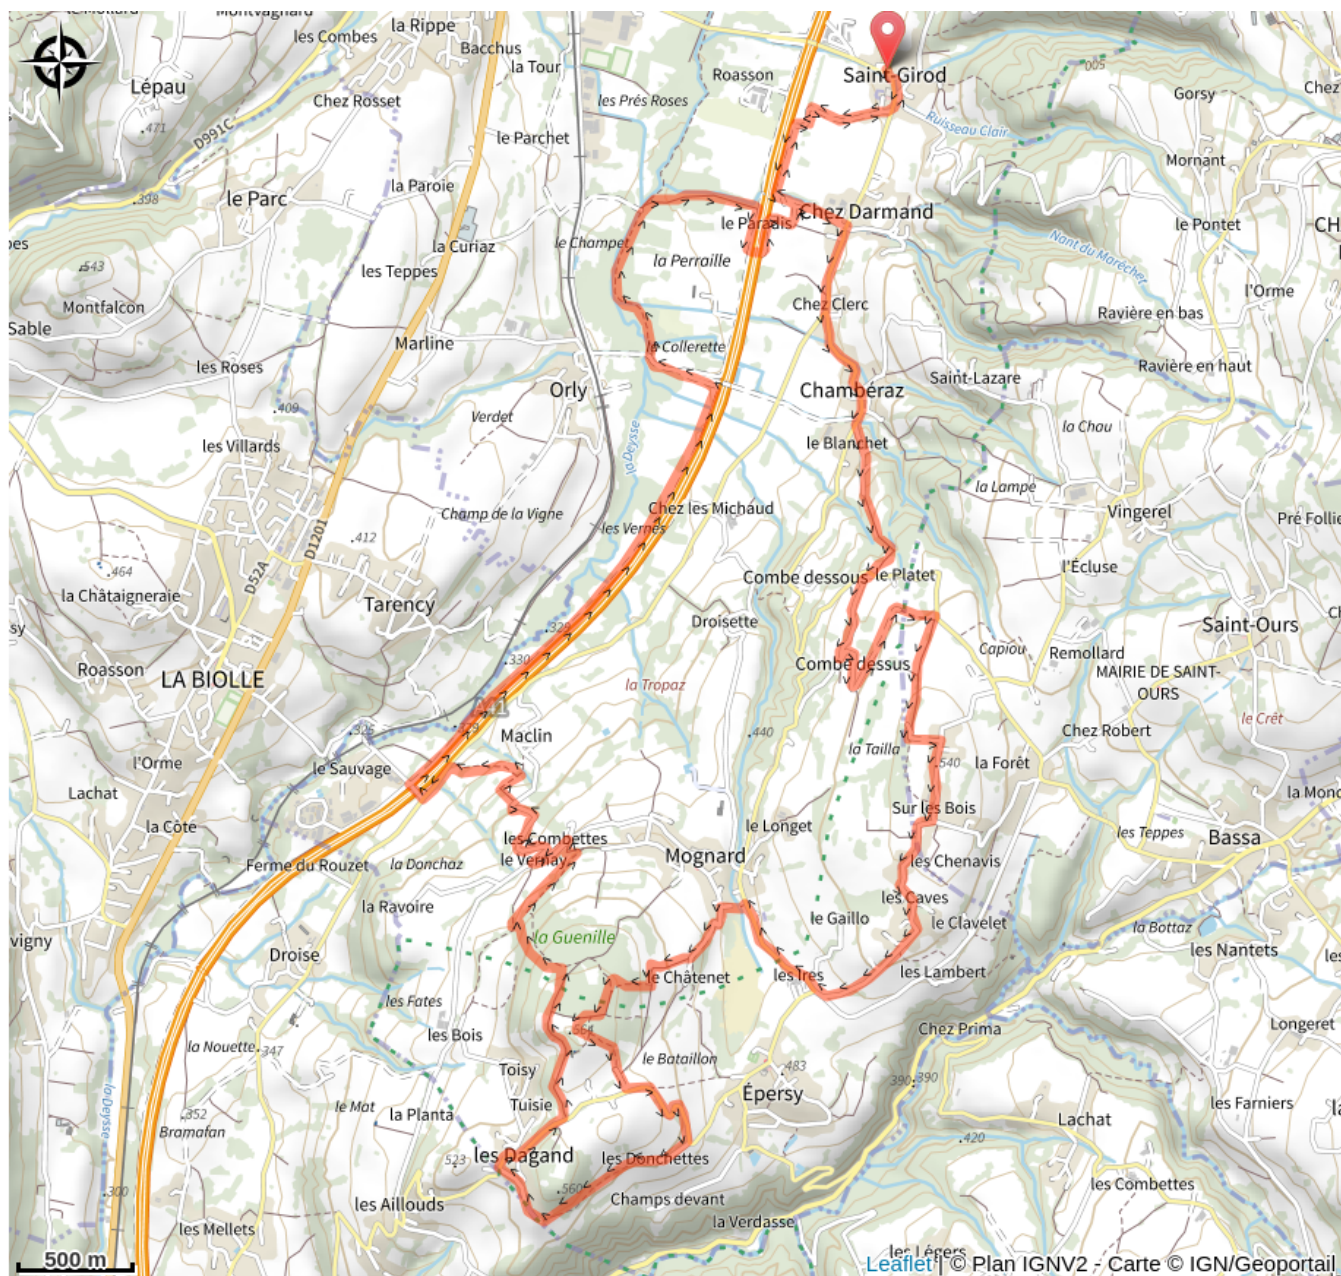 Montvagnard
les Combes
la Rippe
Bacchus
la Tour
Lépau
Chez Rosset
.471
D991C
le Parchet
.398
le Parc
la Paroie
la Curiaz
les Teppes
.543
Montfalcon
Sable
Marline
les Roses
.409
Orly
Verdet
les Villards
la Deysse
D1201
.412
Champ de la Vigne
.464
la Châtaigneraie
D52A
Tarency
Roasson
LA BIOLLE
l'Orme
Lachat
la Côte
.325
le Sauvage
Ferme du Rouzet
la Donchaz
la Ravoire
Droise
les Fates
la Nouette
.347
les Bois
le Mat
la Planta
.352
Bramafan
la Deysse
.300
523
les Aillouds
les Mellets
Roasson
les Prés Roses
Saint-Girod
Ruisseau Clair
Gorsy
Chez
Mornant
le Pontet
le Champet
le Paradis
Chez Darmand
la Perraille
Nant du Maréchet
l'Orme
Chez Clerc
Ravière en bas
la Collerette
Ravière en haut
Saint-Lazare
Chambéraz
la Chau
le Blanchet
la Lampe
Vingerel
Chez les Michaud
les Vernes
l'Écluse
Combe dessous
le Platet
.329
Droisette
.330
Saint-Ours
Capiou
Remollard
Combe dessus
MAIRIE DE SAINT-
OURS
la Tropaz
A41
le Crêt
.329
Maclin
.440
la Tailla
.540
la Forêt
Chez Robert
Sur les Bois
les Combettes
le Vernay
le Longet
les Teppes
Bassa
Mognard
les Chenavis
les Caves
le Gaillo
le Clavelet
la Bottaz
les Nantets
la Guenille
le Châtenet
les Tres
les Lambert
.564
Chez Prima
Longeret
le Bataillon
Toisy
.483
Tuisie
Épersy
390
.390
les Farniers
Lachat
.420
les Dagand
les Donchettes
.560
Champs devant
les Combettes
la Verdasse
les Légers
500 m
Leaflet | © Plan IGNV2 - Carte © IGN/Geoportail